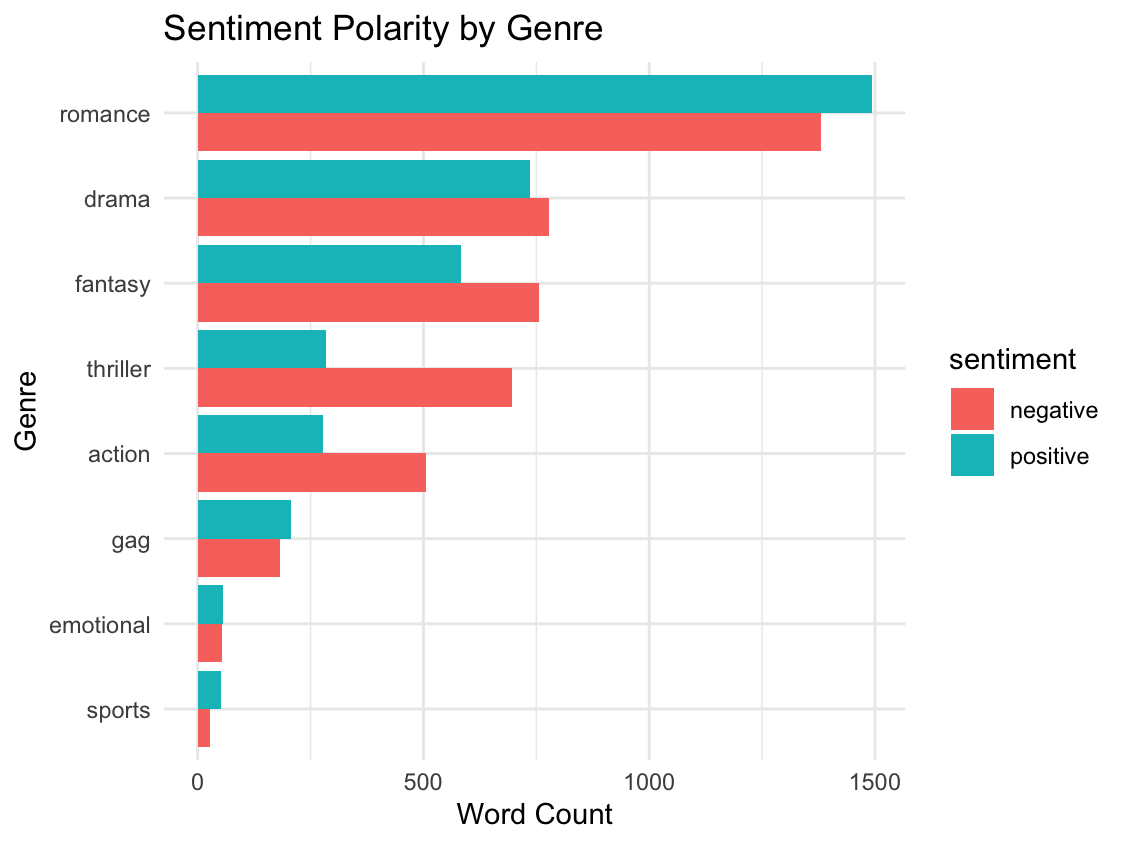 Sentiment Polarity by Genre
romance
drama
fantasy
thriller
action
gag
emotional
sports
Genre
0 500 1000 1500
Word Count
sentiment
negative
positive